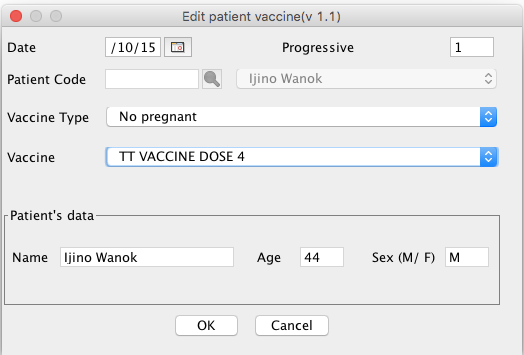 Edit patient vaccine(v 1.1)
Date /10/15 Progressive 1
Patient Code Ijino Wanok
Vaccine Type No pregnant
Vaccine TT VACCINE DOSE 4
Patient's data
Name Ijino Wanok Age 44 Sex (M/ F) M
OK Cancel